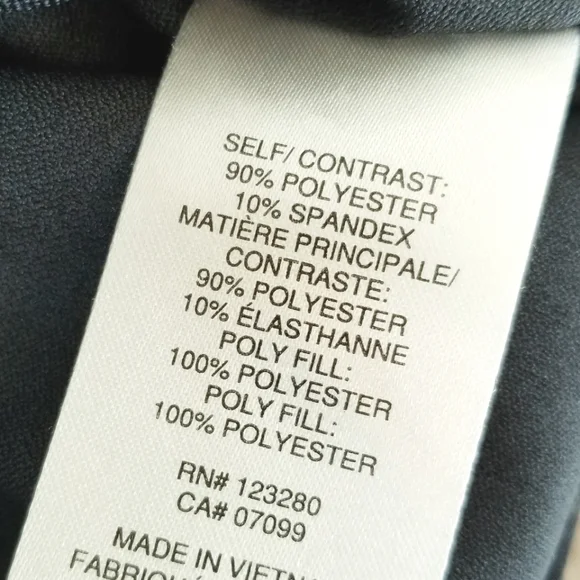 SELF/ CONTRAST:
90% POLYESTER
10% SPANDEX
MATIÈRE PRINCIPALE/
CONTRASTE:
90% POLYESTER
10% ÉLASTHANNE
POLY FILL:
100% POLYESTER
POLY FILL:
100% POLYESTER
RN# 123280
CA# 07099
MADE IN